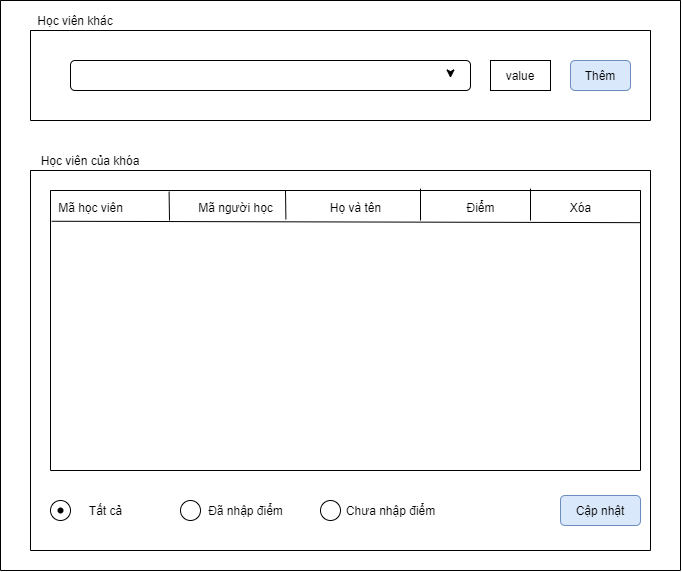 Học viên khác
value
Thêm
Học viên của khóa
Mã học viên
Mã người học
Họ và tên
Điểm
Xóa
Tất cả
Đã nhập điểm
Chưa nhập điểm
Cập nhật